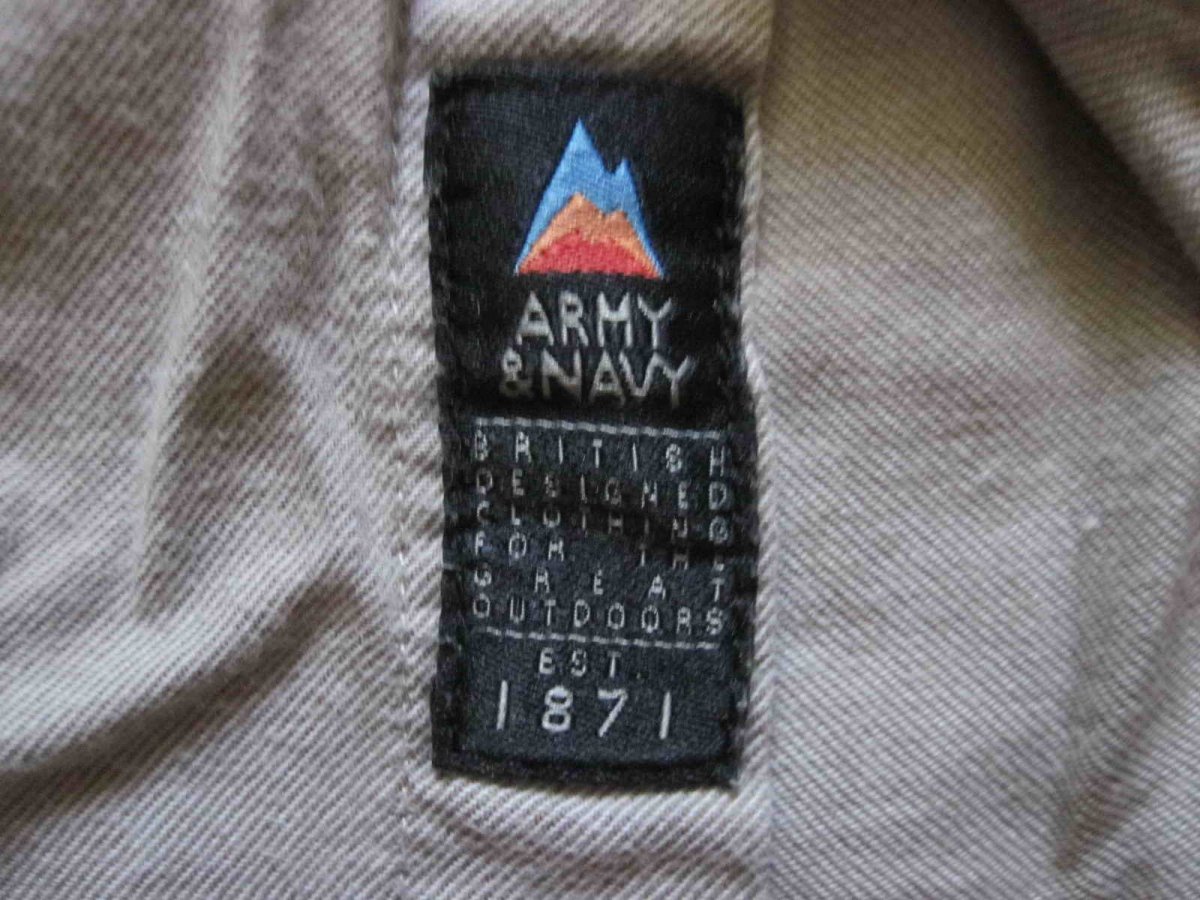 ARMY
& NAVY
BRITISH
DESIGNED
CLOTHING
FOR THE
GREAT
OUTDOORS
EST.
1871